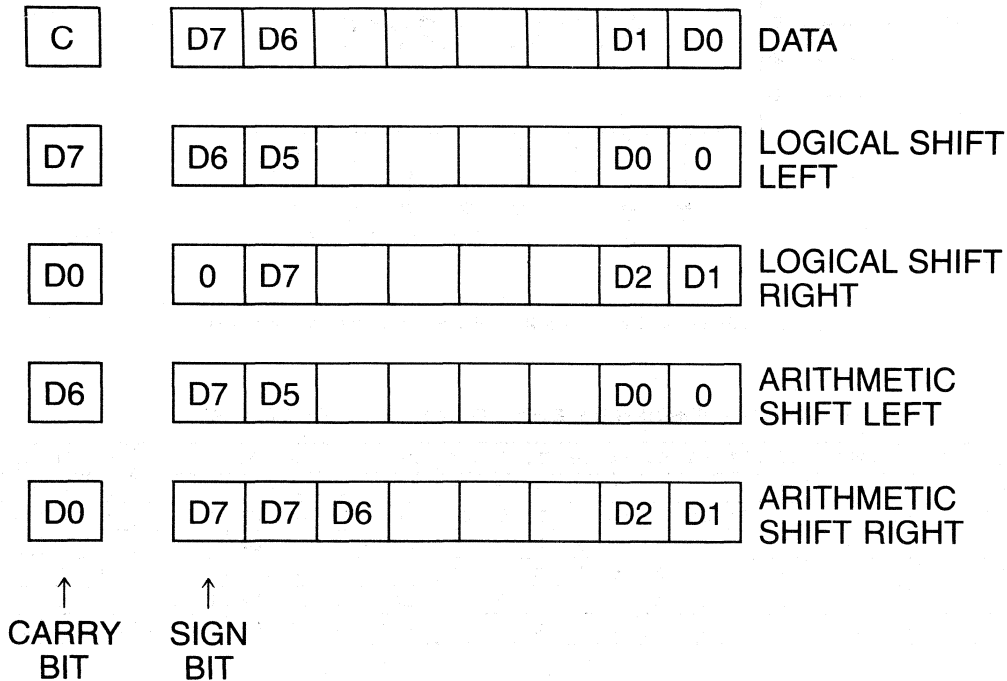 C D7 D6 D1 D0 DATA
D7 D6 D5 D0 0 LOGICAL SHIFT
LEFT
D0 0 D7 D2 D1 LOGICAL SHIFT
RIGHT
D6 D7 D5 D0 0 ARITHMETIC
SHIFT LEFT
D0 D7 D7 D6 D2 D1 ARITHMETIC
SHIFT RIGHT
↑ ↑
CARRY SIGN
BIT BIT